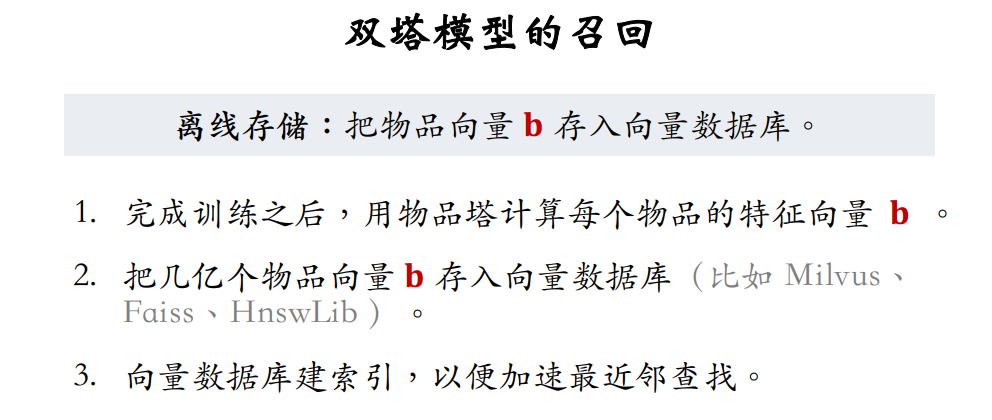 双塔模型的召回
离线存储：把物品向量 b 存入向量数据库。
1. 完成训练之后，用物品塔计算每个物品的特征向量 b 。
2. 把几亿个物品向量 b 存入向量数据库（比如 Milvus、
Faiss、HnswLib ）。
3. 向量数据库建索引，以便加速最近邻查找。